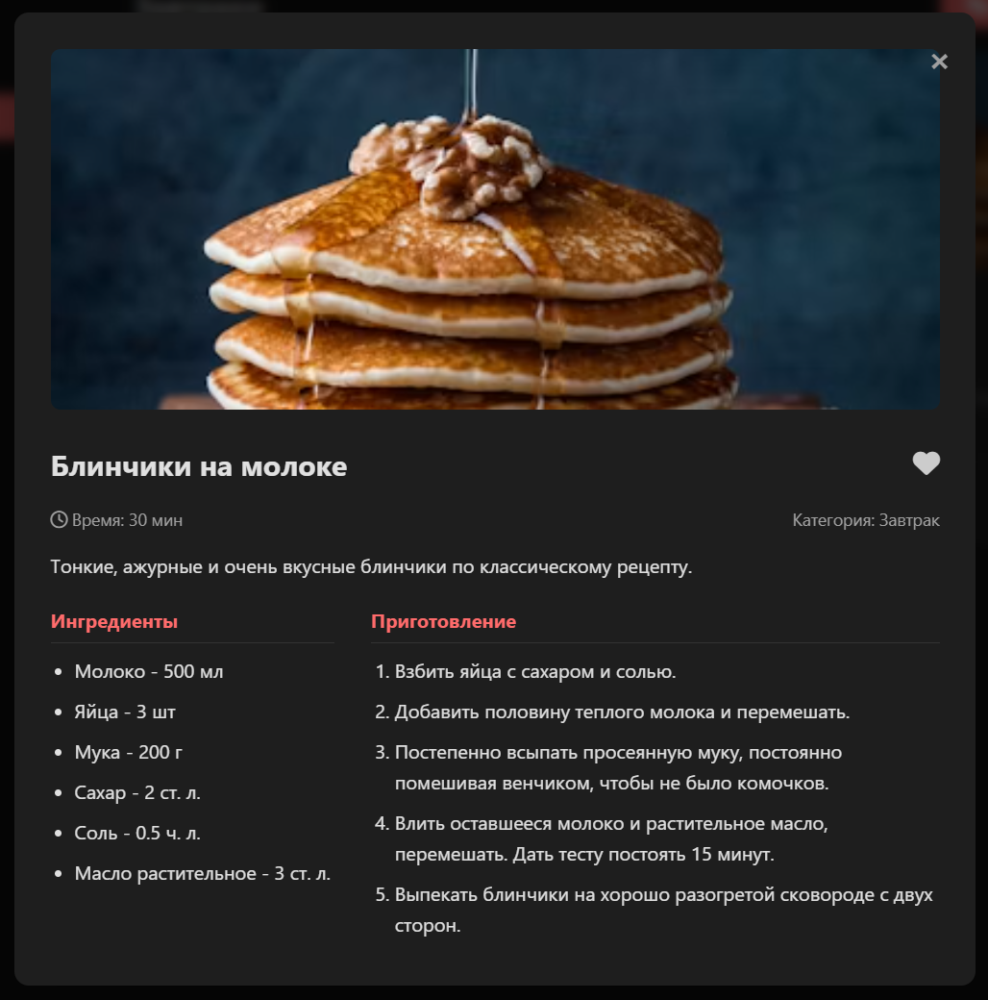 Блинчики на молоке
Время: 30 мин
Категория: Завтрак
Тонкие, ажурные и очень вкусные блинчики по классическому рецепту.
Ингредиенты
• Молоко - 500 мл
• Яйца - 3 шт
• Мука - 200 г
• Сахар - 2 ст. л.
• Соль - 0.5 ч. л.
• Масло растительное - 3 ст. л.
Приготовление
1. Взбить яйца с сахаром и солью.
2. Добавить половину теплого молока и перемешать.
3. Постепенно всыпать просеянную муку, постоянно
помешивая венчиком, чтобы не было комочков.
4. Влить оставшееся молоко и растительное масло,
перемешать. Дать тесту постоять 15 минут.
5. Выпекать блинчики на хорошо разогретой сковороде с двух
сторон.